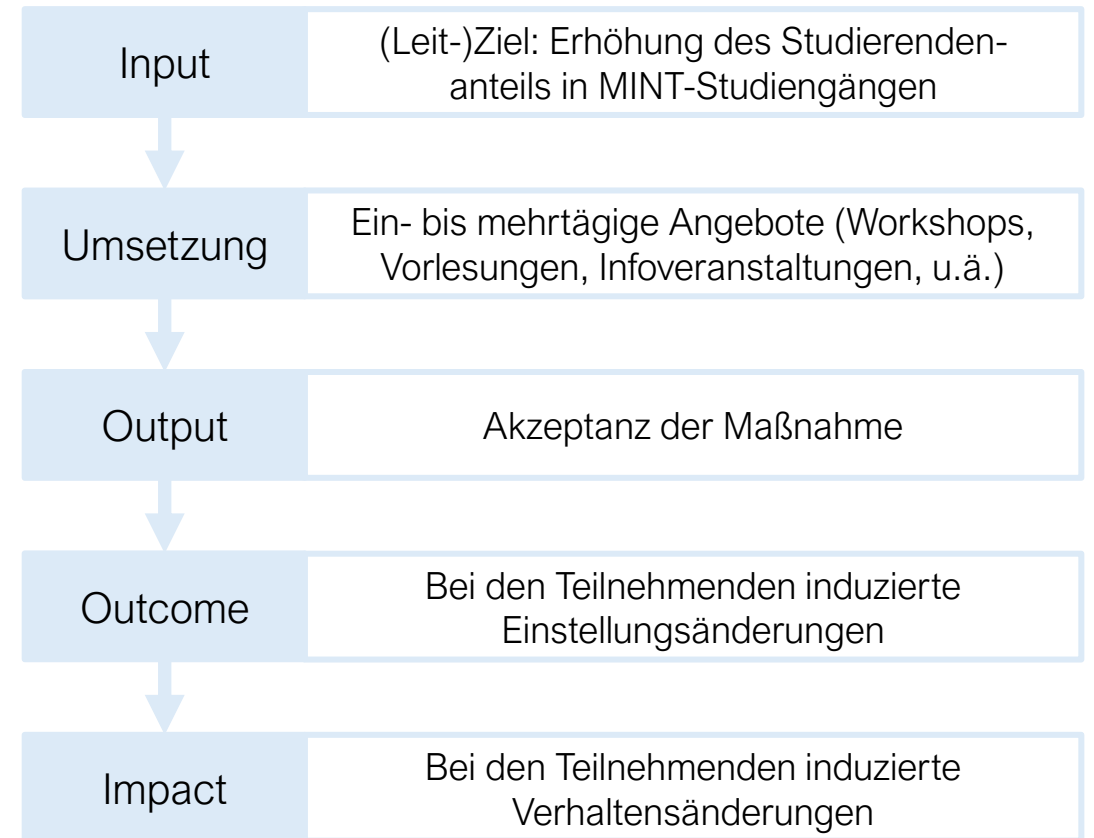 Input
(Leit-)Ziel: Erhöhung des Studierenden-
anteils in MINT-Studiengängen
Umsetzung
Ein- bis mehrtägige Angebote (Workshops,
Vorlesungen, Infoveranstaltungen, u.ä.)
Output
Akzeptanz der Maßnahme
Outcome
Bei den Teilnehmenden induzierte
Einstellungsänderungen
Impact
Bei den Teilnehmenden induzierte
Verhaltensänderungen